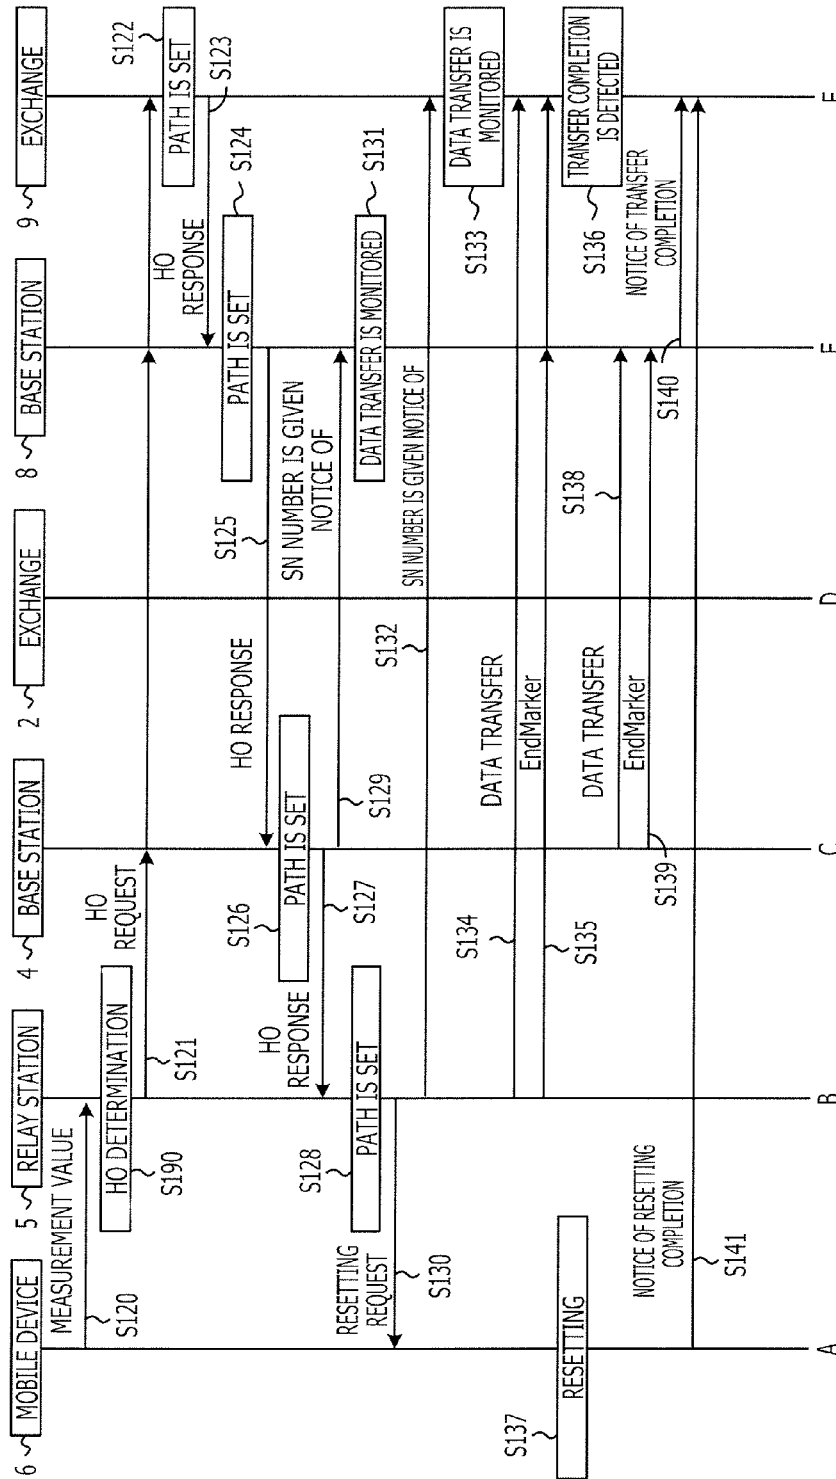 6 MOBILE DEVICE
5 RELAY STATION
4 BASE STATION
2 EXCHANGE
8 BASE STATION
9 EXCHANGE
MEASUREMENT VALUE
S120
HO DETERMINATION
S190
HO
REQUEST
S121
PATH IS SET
S122
S123
HO
RESPONSE
PATH IS SET
S124
HO RESPONSE
S125
PATH IS SET
S126
SN NUMBER IS GIVEN
NOTICE OF
S127
S129
HO
RESPONSE
PATH IS SET
S128
DATA TRANSFER IS MONITORED
S131
RESETTING
REQUEST
S130
SN NUMBER IS GIVEN NOTICE OF
S132
DATA TRANSFER IS
MONITORED
S133
DATA TRANSFER
S134
EndMarker
S135
RESETTING
S137
TRANSFER COMPLETION
IS DETECTED
S136
DATA TRANSFER
S138
EndMarker
S139
NOTICE OF TRANSFER
COMPLETION
S140
NOTICE OF RESETTING
COMPLETION
S141
A
B
C
D